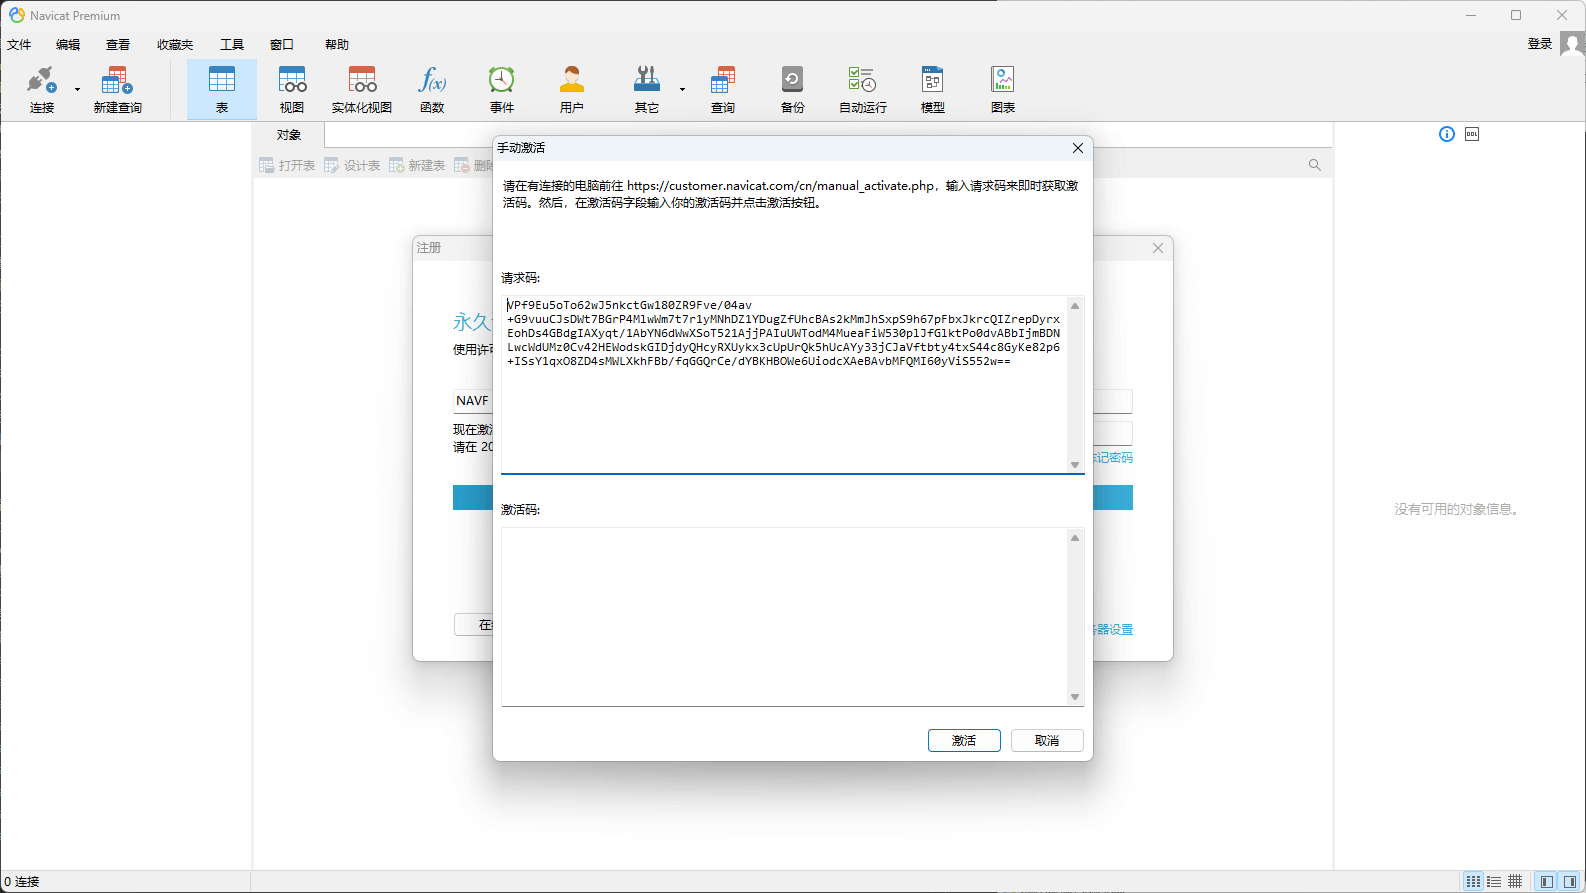 Navicat Premium
文件 编辑 查看 收藏夹 工具 窗口 帮助 登录
连接 新建查询 表 视图 实体化视图 函数 事件 用户 其它 查询 备份 自动运行 模型 图表
对象
打开表 设计表 新建表
手动激活
请在有连接的电脑前往 https://customer.navicat.com/cn/manual_activate.php，输入请求码来即时获取激
活码。然后，在激活码字段输入你的激活码并点击激活按钮。
注册
请求码:
VPf9Eu5oTo62wJ5nkctGw180ZR9Fve/04av
+G9vuuCJsDWt7BGrP4MlwWm7t7r1yMNhDZ1YDugZfUhcBAs2kMmJhSxpS9h67pFbxJkrcQIZrepDyrx
EohDs4GBdgIAXyqt/1AbYN6dWwXSoT521AjjPAIuUWTodM4MueaFiW530plJfGlktPo0dvABbIjmBDN
LwcWdUMz0Cv42HEWodskGIDjdyQHcyRXUykx3cUpUrQk5hUcAYy33jCJaVftbty4txS44c8GyKe82p6
+ISsY1qxO8ZD4sMWLXkhFBb/fqGGQrCe/dYBKHBOWe6UiodcXAeBAvbMFQMI60yViS552w==
永久
使用许可
NAVF
现在激活
请在 20
忘记密码
激活码:
没有可用的对象信息。
在线
务器设置
激活 取消
0 连接